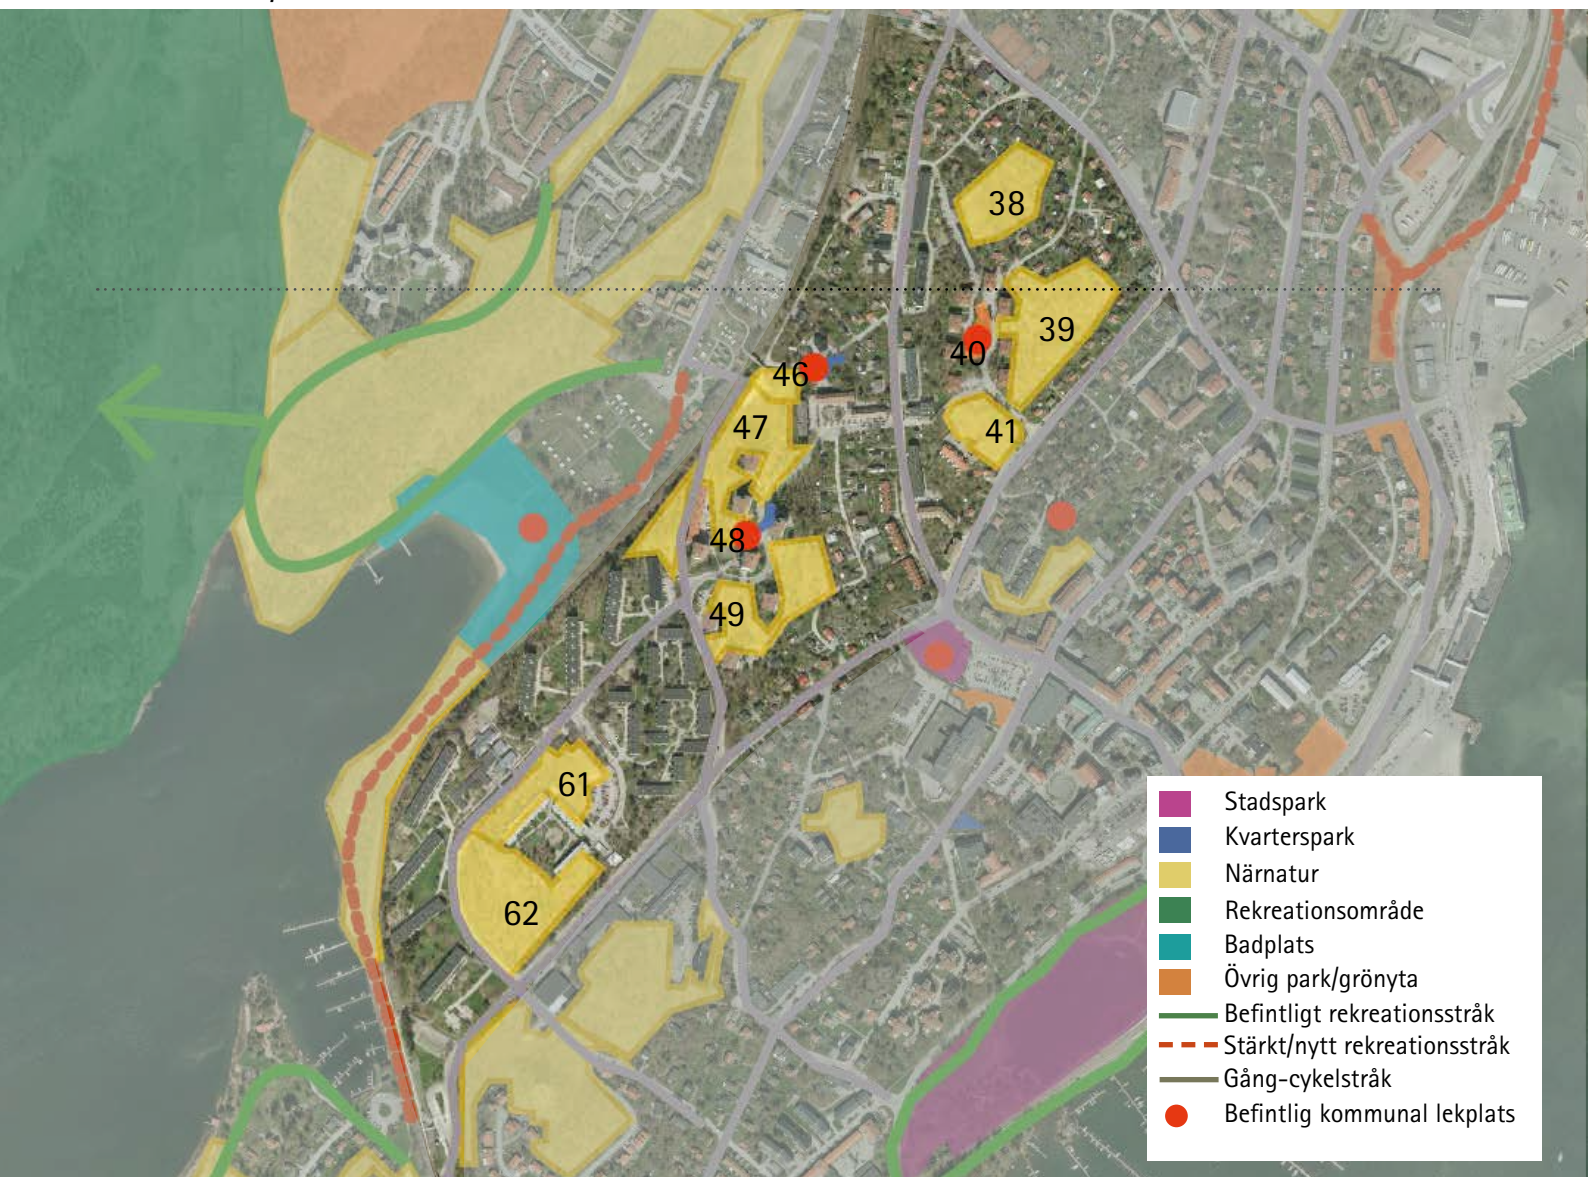 38
39
40
46
47
41
48
49
61
62
Stadspark
Kvarterspark
Närnatur
Rekreationsområde
Badplats
Övrig park/grönyta
Befintligt rekreationsstråk
Stärkt/nytt rekreationsstråk
Gång-cykelstråk
Befintlig kommunal lekplats